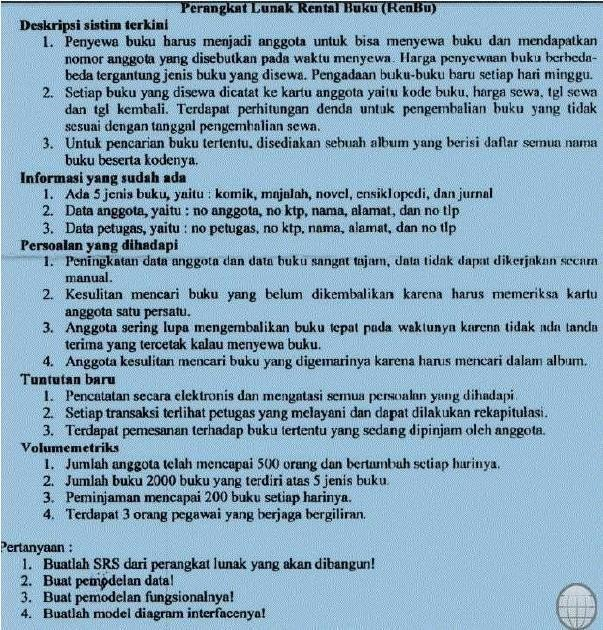 Perangkat Lunak Rental Buku (RenBu)
Deskripsi sistim terkini
1. Penyewa buku harus menjadi anggota untuk bisa menyewa buku dan mendapatkan
nomor anggota yang disebutkan pada waktu menyewa. Harga penyewaan buku berbeda-
beda tergantung jenis buku yang disewa. Pengadaan buku-buku baru setiap hari minggu.
2. Setiap buku yang disewa dicatat ke kartu anggota yaitu kode buku, harga sewa, tgl sewa
dan tgl kembali. Terdapat perhitungan denda untuk pengembalian buku yang tidak
sesuai dengan tanggal pengembalian sewa.
3. Untuk pencarian buku tertentu, disediakan sebuah album yang berisi daftar semua nama
buku beserta kodenya.
Informasi yang sudah ada
1. Ada 5 jenis buku, yaitu : komik, majalah, novel, ensiklopedi, dan jurnal
2. Data anggota, yaitu : no anggota, no ktp, nama, alamat, dan no tlp
3. Data petugas, yaitu : no petugas, no ktp, nama, alamat, dan no tlp
Persoalan yang dihadapi
1. Peningkatan data anggota dan data buku sangat tajam, data tidak dapat dikerjakan secara
manual.
2. Kesulitan mencari buku yang belum dikembalikan karena harus memeriksa kartu
anggota satu persatu.
3. Anggota sering lupa mengembalikan buku tepat pada waktunya karena tidak ada tanda
terima yang tercetak kalau menyewa buku.
4. Anggota kesulitan mencari buku yang digemarinya karena harus mencari dalam album.
Tuntutan baru
1. Pencatatan secara elektronis dan mengatasi semua persoalan yang dihadapi
2. Setiap transaksi terlihat petugas yang melayani dan dapat dilakukan rekapitulasi.
3. Terdapat pemesanan terhadap buku tertentu yang sedang dipinjam oleh anggota.
Volumemetriks
1. Jumlah anggota telah mencapai 500 orang dan bertambah setiap harinya.
2. Jumlah buku 2000 buku yang terdiri atas 5 jenis buku.
3. Peminjaman mencapai 200 buku setiap harinya.
4. Terdapat 3 orang pegawai yang berjaga bergiliran.
Pertanyaan :
1. Buatlah SRS dari perangkat lunak yang akan dibangun!
2. Buat pemodelan data!
3. Buat pemodelan fungsionalnya!
4. Buatlah model diagram interfacenya!